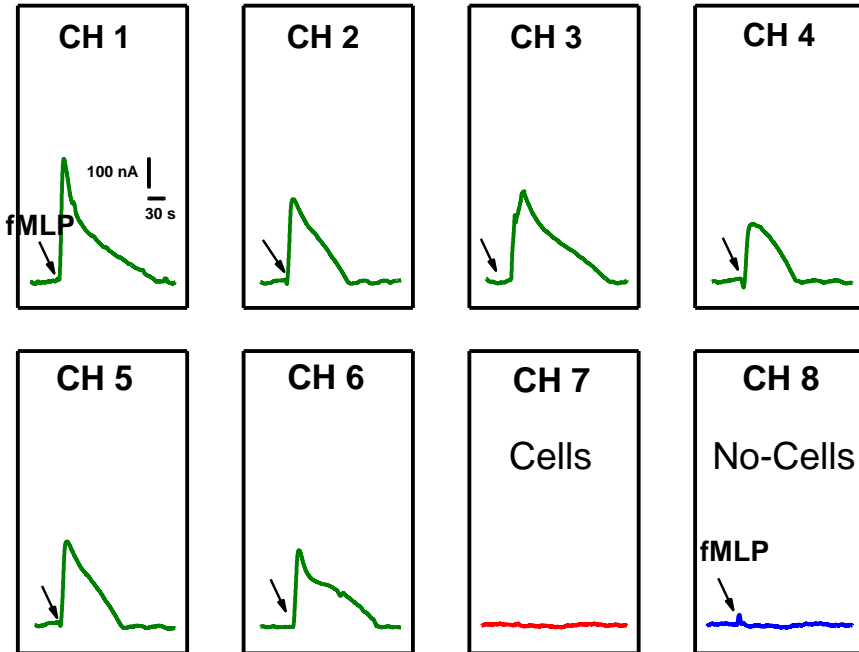 CH 1
CH 2
CH 3
CH 4
100 nA
30 s
fMLP
CH 5
CH 6
CH 7
CH 8
Cells
No-Cells
fMLP